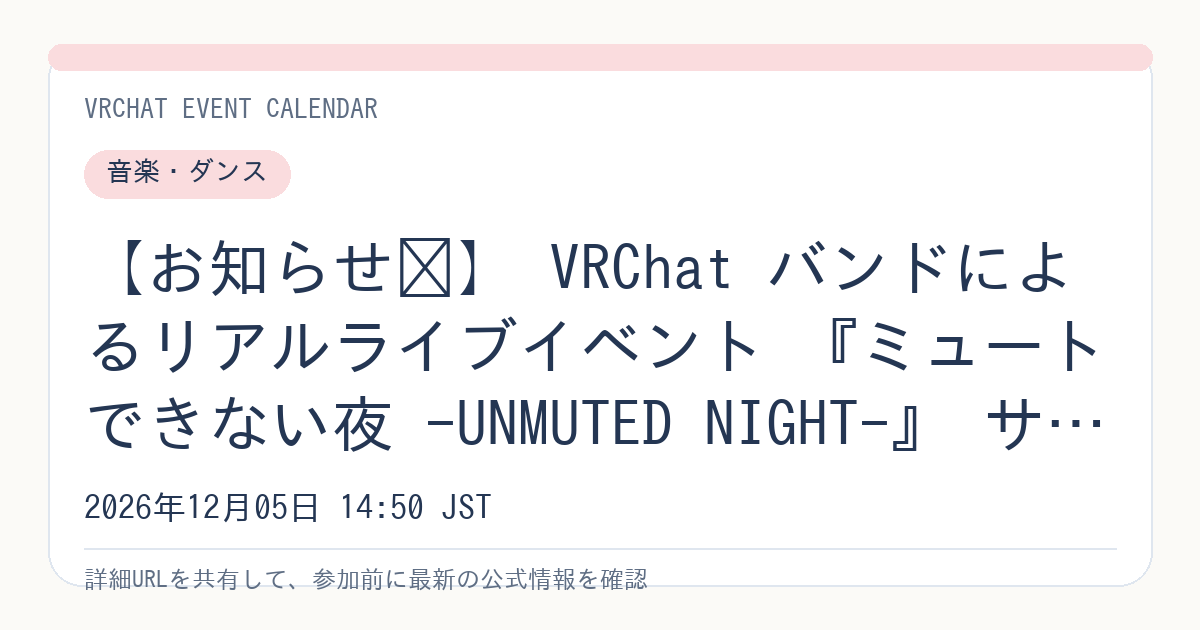 VRCHAT EVENT CALENDAR
音楽・ダンス
【お知らせ】 VRChat バンドによ
るリアルライブイベント 『ミュート
できない夜 −UNMUTED NIGHT−』 サ…
2026年12月05日 14:50 JST
詳細URLを共有して、参加前に最新の公式情報を確認